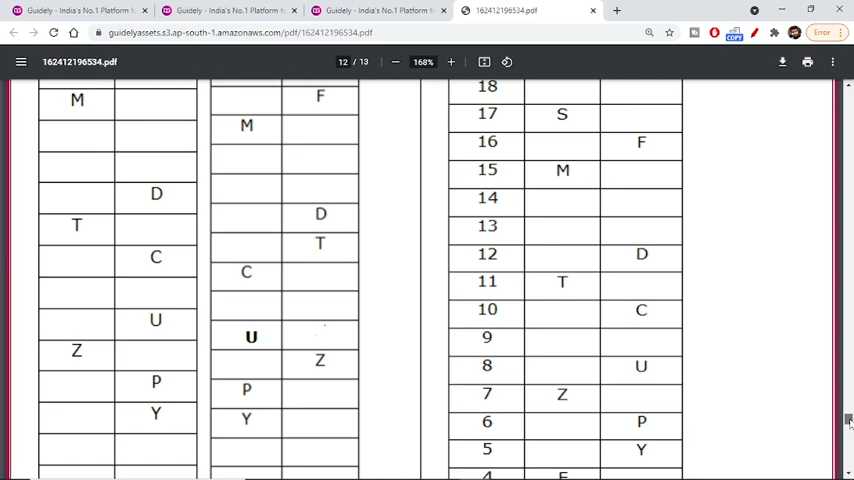 Guidely - India's No.1 Platform fo
Guidely - India's No.1 Platform fo
Guidely - India's No.1 Platform fo
162412196534.pdf
guidelyassets.s3.ap-south-1.amazonaws.com/pdf/162412196534.pdf
COPY
Error
162412196534.pdf
12 / 13
168%
M
D
T
C
U
Z
P
Y
F
M
D
T
C
U
Z
P
Y
18
17 S
16 F
15 M
14
13
12 D
11 T
10 C
9
8 U
7 Z
6 P
5 Y
4